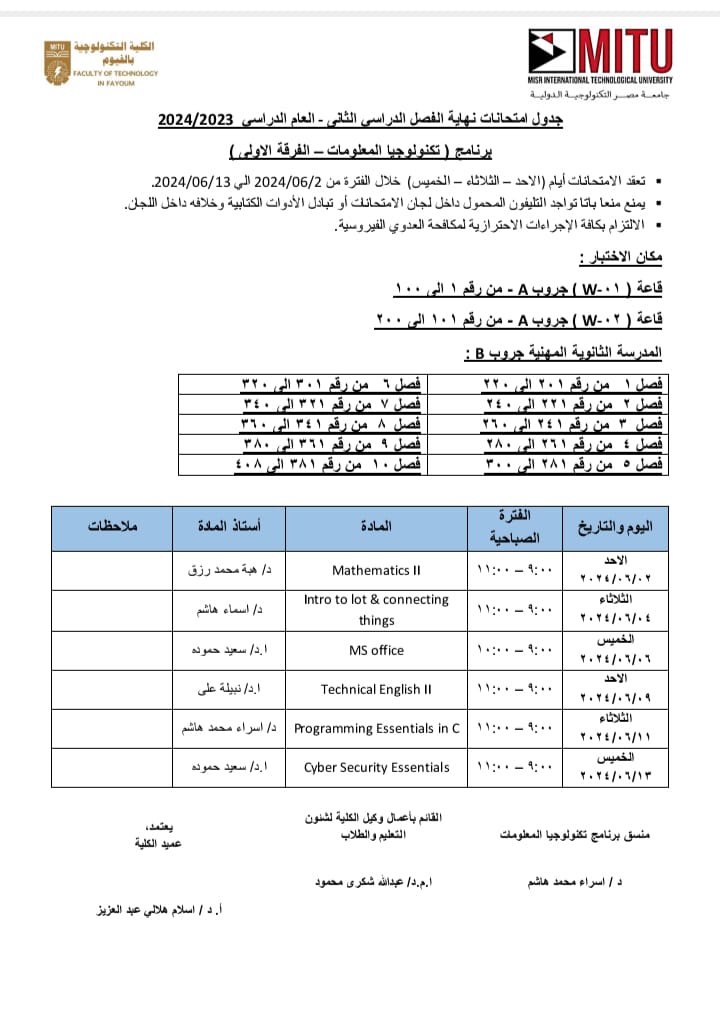 MITU
الكلية التكنولوجية
بالفيوم
FACULTY OF TECHNOLOGY
IN FAYOUM
MITU
MISR INTERNATIONAL TECHNOLOGICAL UNIVERSITY
جامعة مصر التكنولوجية الدولية
جدول امتحانات نهاية الفصل الدراسي الثاني - العام الدراسي 2024/2023
برنامج ( تكنولوجيا المعلومات – الفرقة الاولى )
▪ تعقد الامتحانات أيام (الاحد – الثلاثاء – الخميس) خلال الفترة من 2024/06/2 الي 2024/06/13.
▪ يمنع منعا باتا تواجد التليفون المحمول داخل لجان الامتحانات أو تبادل الأدوات الكتابية وخلافه داخل اللجان.
▪ الالتزام بكافة الإجراءات الاحترازية لمكافحة العدوي الفيروسية.
مكان الاختبار :
قاعة ( W-٠١ ) جروب A - من رقم ١ الى ١٠٠
قاعة ( W-٠٢ ) جروب A - من رقم ١٠١ الى ٢٠٠
المدرسة الثانوية المهنية جروب B :
فصل ١ من رقم ٢٠١ الى ٢٢٠ فصل ٦ من رقم ٣٠١ الى ٣٢٠
فصل ٢ من رقم ٢٢١ الى ٢٤٠ فصل ٧ من رقم ٣٢١ الى ٣٤٠
فصل ٣ من رقم ٢٤١ الى ٢٦٠ فصل ٨ من رقم ٣٤١ الى ٣٦٠
فصل ٤ من رقم ٢٦١ الى ٢٨٠ فصل ٩ من رقم ٣٦١ الى ٣٨٠
فصل ٥ من رقم ٢٨١ الى ٣٠٠ فصل ١٠ من رقم ٣٨١ الى ٤٠٨
اليوم والتاريخ الفترة الصباحية المادة أستاذ المادة ملاحظات
الاحد ٢٠٢٤/٠٦/٠٢ ٩:٠٠ – ١١:٠٠ Mathematics II د/ هبة محمد رزق
الثلاثاء ٢٠٢٤/٠٦/٠٤ ٩:٠٠ – ١١:٠٠ Intro to lot & connecting things د/ اسماء هاشم
الخميس ٢٠٢٤/٠٦/٠٦ ٩:٠٠ – ١٠:٠٠ MS office ا.د/ سعيد حموده
الاحد ٢٠٢٤/٠٦/٠٩ ٩:٠٠ – ١١:٠٠ Technical English II ا.د/ نبيلة على
الثلاثاء ٢٠٢٤/٠٦/١١ ٩:٠٠ – ١١:٠٠ Programming Essentials in C د/ اسراء محمد هاشم
الخميس ٢٠٢٤/٠٦/١٣ ٩:٠٠ – ١١:٠٠ Cyber Security Essentials ا.د/ سعيد حموده
منسق برنامج تكنولوجيا المعلومات
د / اسراء محمد هاشم
القائم بأعمال وكيل الكلية لشئون
التعليم والطلاب
ا.م.د/ عبدالله شكرى محمود
يعتمد،
عميد الكلية
أ. د / اسلام هلالي عبد العزيز